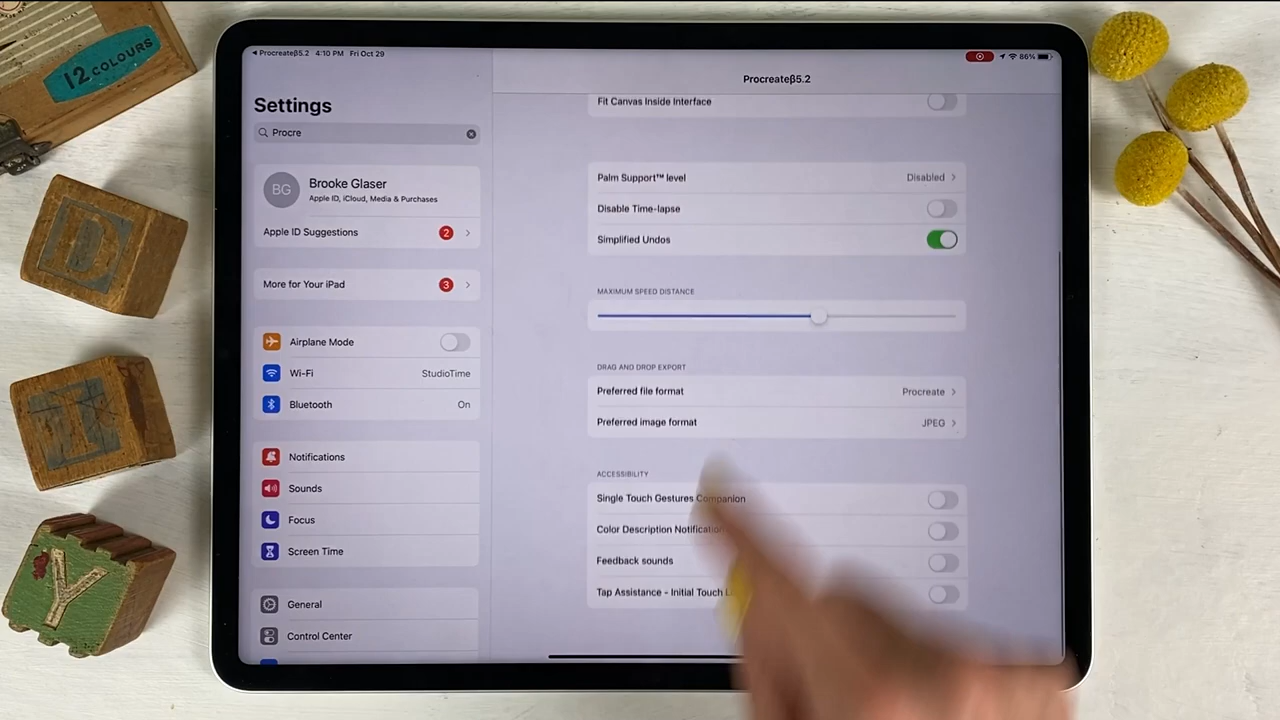 12 COLOURS
D
I
Y
◀ Procreateβ5.2 4:10 PM Fri Oct 29
86%
Settings
Procre
BG
Brooke Glaser
Apple ID, iCloud, Media & Purchases
Apple ID Suggestions 2
More for Your iPad 3
Airplane Mode
Wi-Fi StudioTime
Bluetooth On
Notifications
Sounds
Focus
Screen Time
General
Control Center
Procreateβ5.2
Fit Canvas Inside Interface
Palm Support™ level Disabled
Disable Time-lapse
Simplified Undos
MAXIMUM SPEED DISTANCE
DRAG AND DROP EXPORT
Preferred file format Procreate
Preferred image format JPEG
ACCESSIBILITY
Single Touch Gestures Companion
Color Description Notification
Feedback sounds
Tap Assistance - Initial Touch